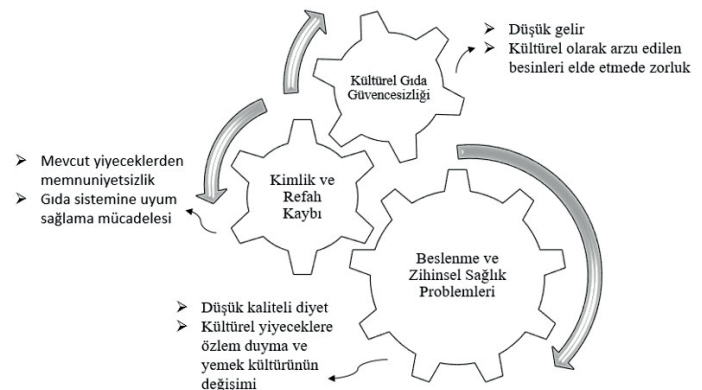 Kültürel Gıda
Güvencesizliği
➢ Düşük gelir
➢ Kültürel olarak arzu edilen
besinleri elde etmede zorluk
➢ Mevcut yiyeceklerden
memnuniyetsizlik
➢ Gıda sistemine uyum
sağlama mücadelesi
Kimlik ve
Refah
Kaybı
Beslenme ve
Zihinsel Sağlık
Problemleri
➢ Düşük kaliteli diyet
➢ Kültürel yiyeceklere
özlem duyma ve
yemek kültürünün
değişimi